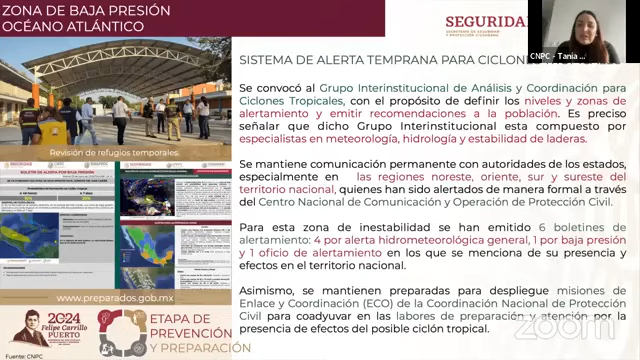 ZONA DE BAJA PRESIÓN
OCÉANO ATLÁNTICO
SEGURIDAD
SECRETARÍA DE SEGURIDAD
Y PROTECCIÓN CIUDADANA
CNPC - Tania ...
SISTEMA DE ALERTA TEMPRANA PARA CICLON
Se convocó al Grupo Interinstitucional de Análisis y Coordinación para
Ciclones Tropicales, con el propósito de definir los niveles y zonas de
alertamiento y emitir recomendaciones a la población. Es preciso
señalar que dicho Grupo Interinstitucional esta compuesto por
especialistas en meteorología, hidrología y estabilidad de laderas.
Revisión de refugios temporales.
Se mantiene comunicación permanente con autoridades de los estados,
especialmente en las regiones noreste, oriente, sur y sureste del
territorio nacional, quienes han sido alertados de manera formal a través
del Centro Nacional de Comunicación y Operación de Protección Civil.
Para esta zona de inestabilidad se han emitido 6 boletines de
alertamiento: 4 por alerta hidrometeorológica general, 1 por baja presión
y 1 oficio de alertamiento en los que se menciona de su presencia y
efectos en el territorio nacional.
www.preparados.gob.mx
Asimismo, se mantienen preparadas para despliegue misiones de
Enlace y Coordinación (ECO) de la Coordinación Nacional de Protección
Civil para coadyuvar en las labores de preparación y atención por la
presencia de efectos del posible ciclón tropical.
2024
Felipe Carrillo
PUERTO
ETAPA DE
PREVENCIÓN
Y PREPARACIÓN
Fuente: CNPC
zoom